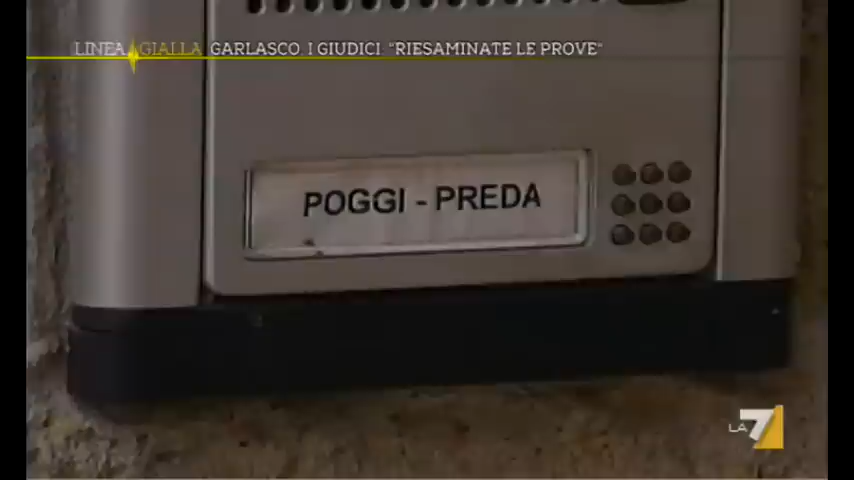 LINEA GIALLA GARLASCO. I GIUDICI: "RIESAMINATE LE PROVE"
POGGI - PREDA
LA7